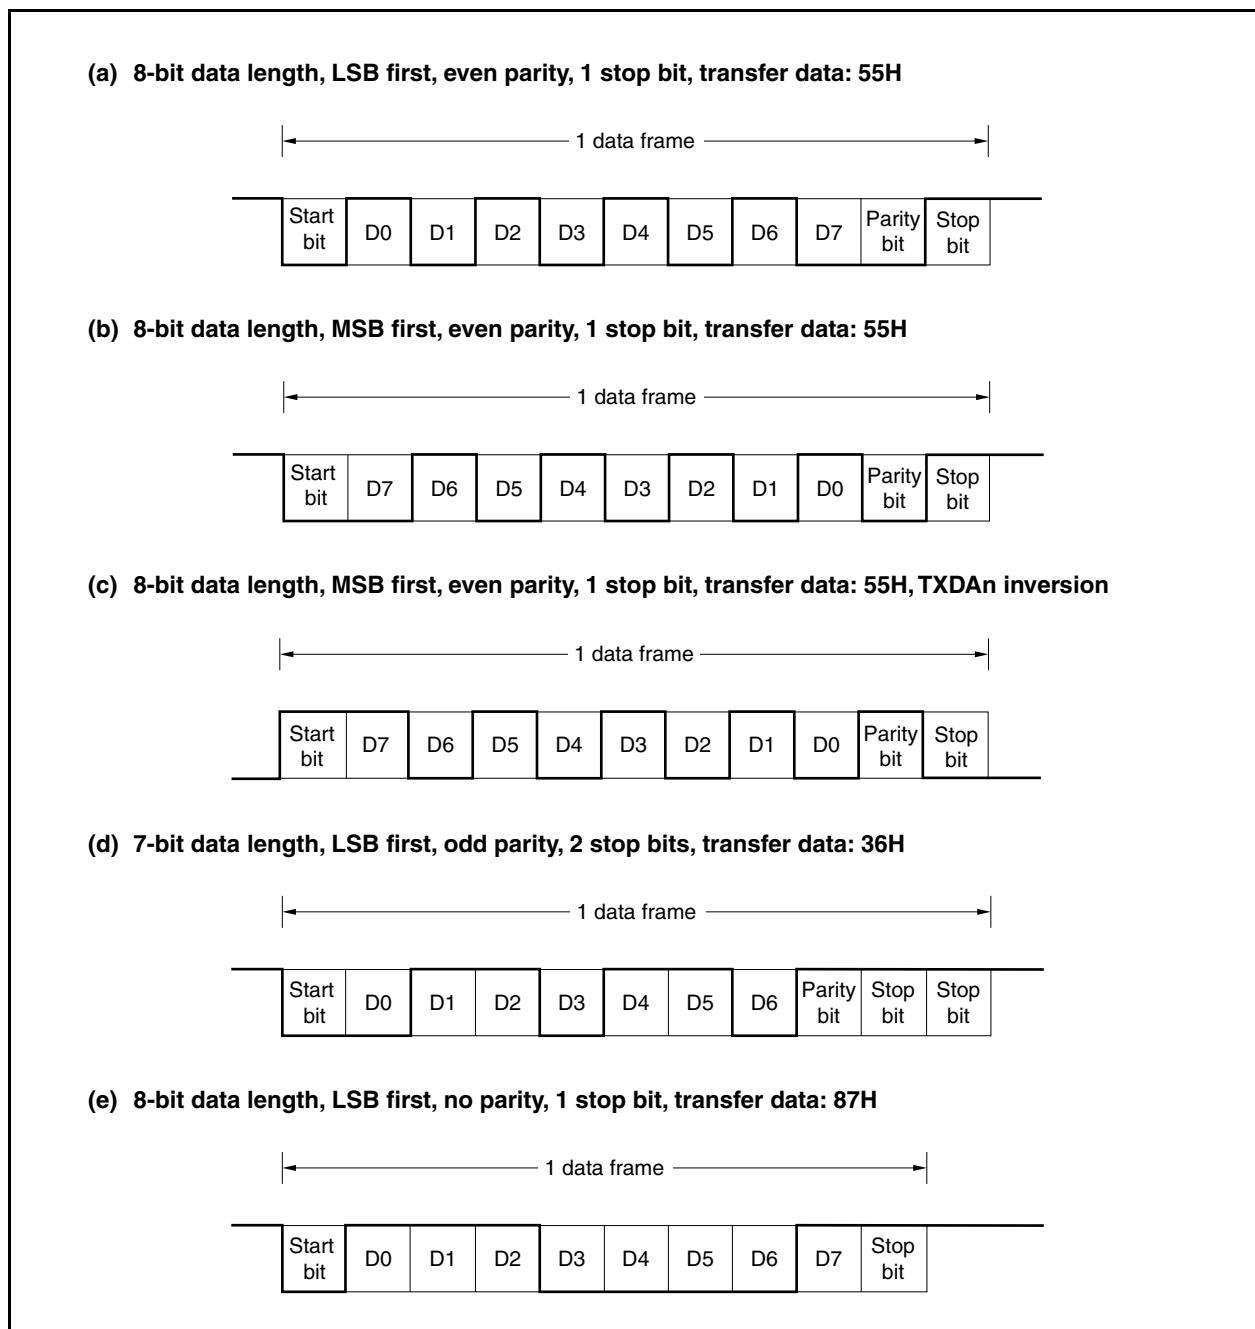 (a) 8-bit data length, LSB first, even parity, 1 stop bit, transfer data: 55H
1 data frame
Start bit D0 D1 D2 D3 D4 D5 D6 D7 Parity bit Stop bit
(b) 8-bit data length, MSB first, even parity, 1 stop bit, transfer data: 55H
1 data frame
Start bit D7 D6 D5 D4 D3 D2 D1 D0 Parity bit Stop bit
(c) 8-bit data length, MSB first, even parity, 1 stop bit, transfer data: 55H, TXDAn inversion
1 data frame
Start bit D7 D6 D5 D4 D3 D2 D1 D0 Parity bit Stop bit
(d) 7-bit data length, LSB first, odd parity, 2 stop bits, transfer data: 36H
1 data frame
Start bit D0 D1 D2 D3 D4 D5 D6 Parity bit Stop bit Stop bit
(e) 8-bit data length, LSB first, no parity, 1 stop bit, transfer data: 87H
1 data frame
Start bit D0 D1 D2 D3 D4 D5 D6 D7 Stop bit